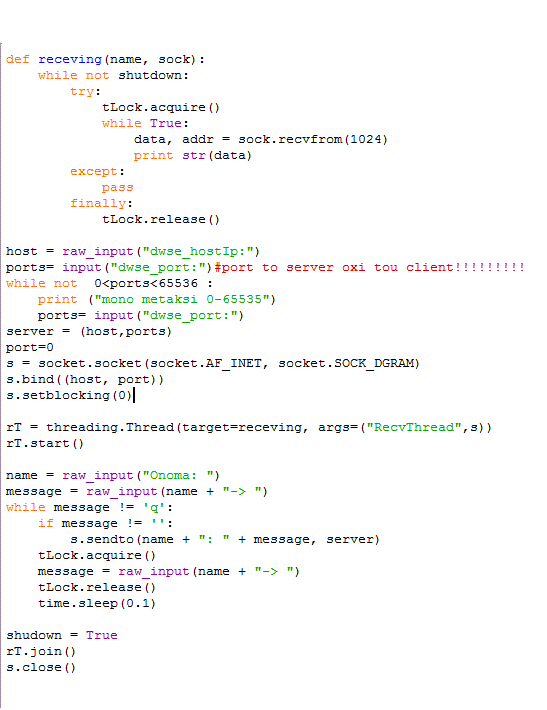 def receving(name, sock):
    while not shutdown:
        try:
            tLock.acquire()
            while True:
                data, addr = sock.recvfrom(1024)
                print str(data)
        except:
            pass
        finally:
            tLock.release()
host = raw_input("dwse_hostIp:")
ports= input("dwse_port:")#port to server oxi tou client!!!!!!!!!
while not  0<ports<65536 :
    print ("mono metaksi 0-65535")
    ports= input("dwse_port:")
server = (host,ports)
port=0
s = socket.socket(socket.AF_INET, socket.SOCK_DGRAM)
s.bind((host, port))
s.setblocking(0)
rT = threading.Thread(target=receving, args=("RecvThread",s))
rT.start()
name = raw_input("Onoma: ")
message = raw_input(name + "-> ")
while message != 'q':
    if message != '':
        s.sendto(name + ": " + message, server)
    tLock.acquire()
    message = raw_input(name + "-> ")
    tLock.release()
    time.sleep(0.1)
shudown = True
rT.join()
s.close()